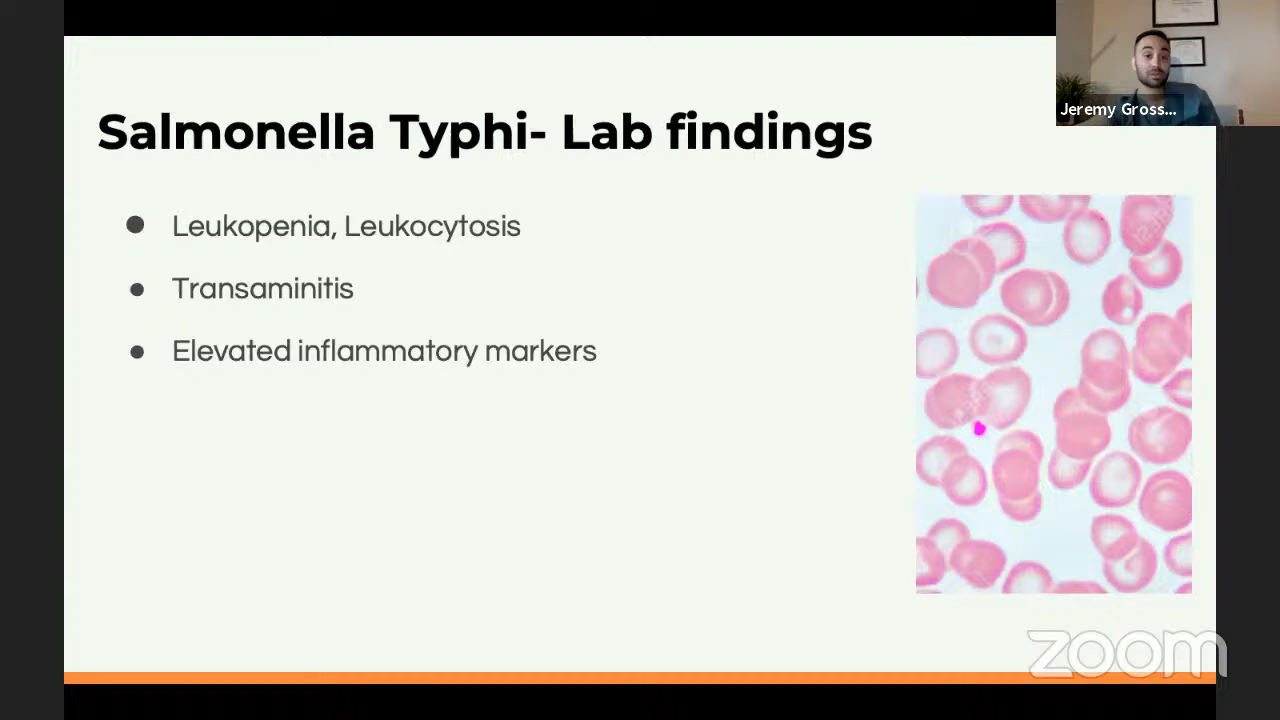 Jeremy Gross...
Salmonella Typhi- Lab findings
Leukopenia, Leukocytosis
Transaminitis
Elevated inflammatory markers
zoom